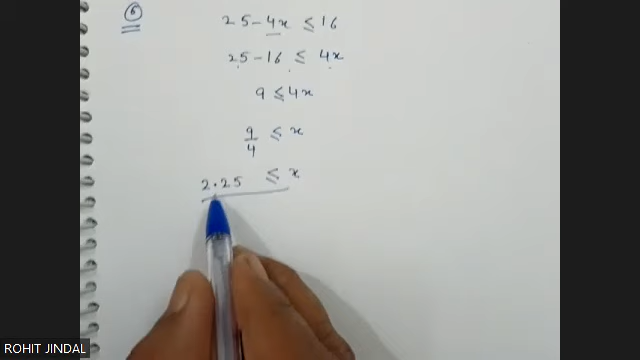 6
25-4x ≤ 16
25-16 ≤ 4x
9 ≤ 4x
9/4 ≤ x
2.25 ≤ x
ROHIT JINDAL